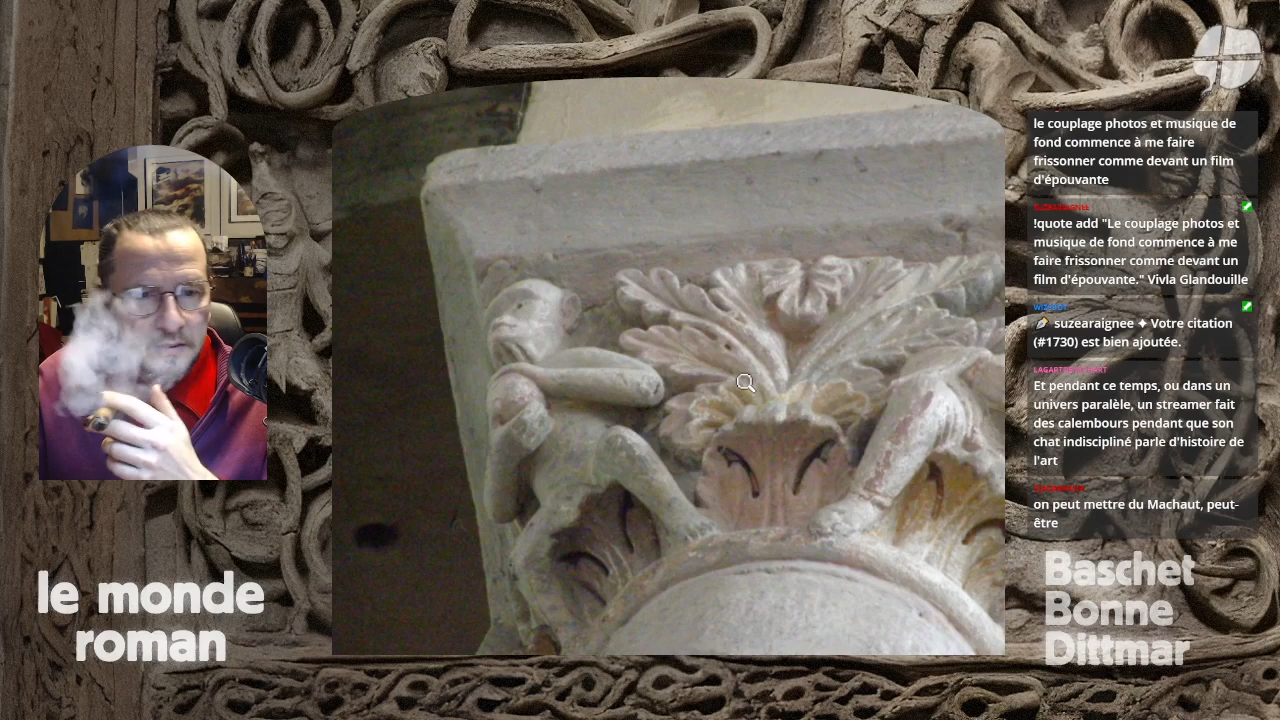 le couplage photos et musique de
fond commence à me faire
frissonner comme devant un film
d'épouvante
!quote add "Le couplage photos et
musique de fond commence à me
faire frissonner comme devant un
film d'épouvante." Vivla Glandouille
suzearaignee ✦ Votre citation
(#1730) est bien ajoutée.
Et pendant ce temps, ou dans un
univers paralèle, un streamer fait
des calembours pendant que son
chat indiscipliné parle d'histoire de
l'art
on peut mettre du Machaut, peut-
être
le monde
roman
Baschet
Bonne
Dittmar